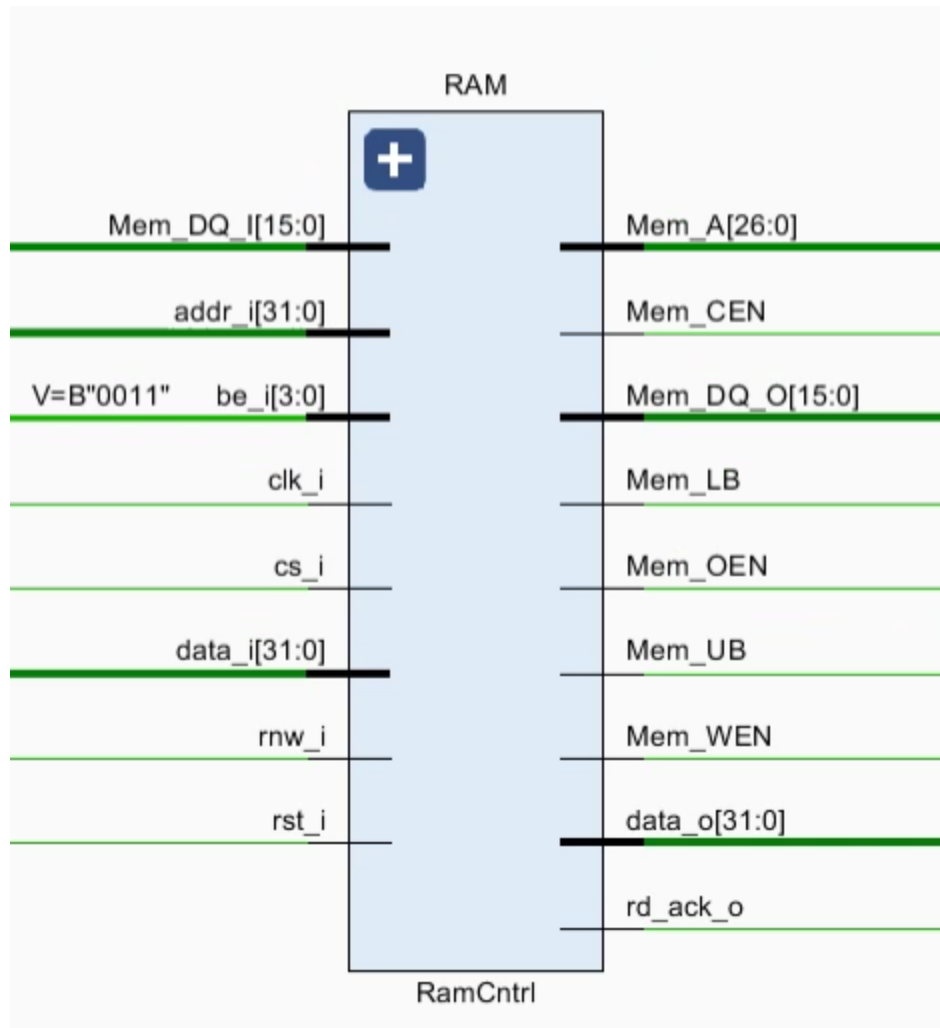 RAM
Mem_DQ_I[15:0]
addr_i[31:0]
V=B"0011" be_i[3:0]
clk_i
cs_i
data_i[31:0]
rnw_i
rst_i
Mem_A[26:0]
Mem_CEN
Mem_DQ_O[15:0]
Mem_LB
Mem_OEN
Mem_UB
Mem_WEN
data_o[31:0]
rd_ack_o
RamCntrl